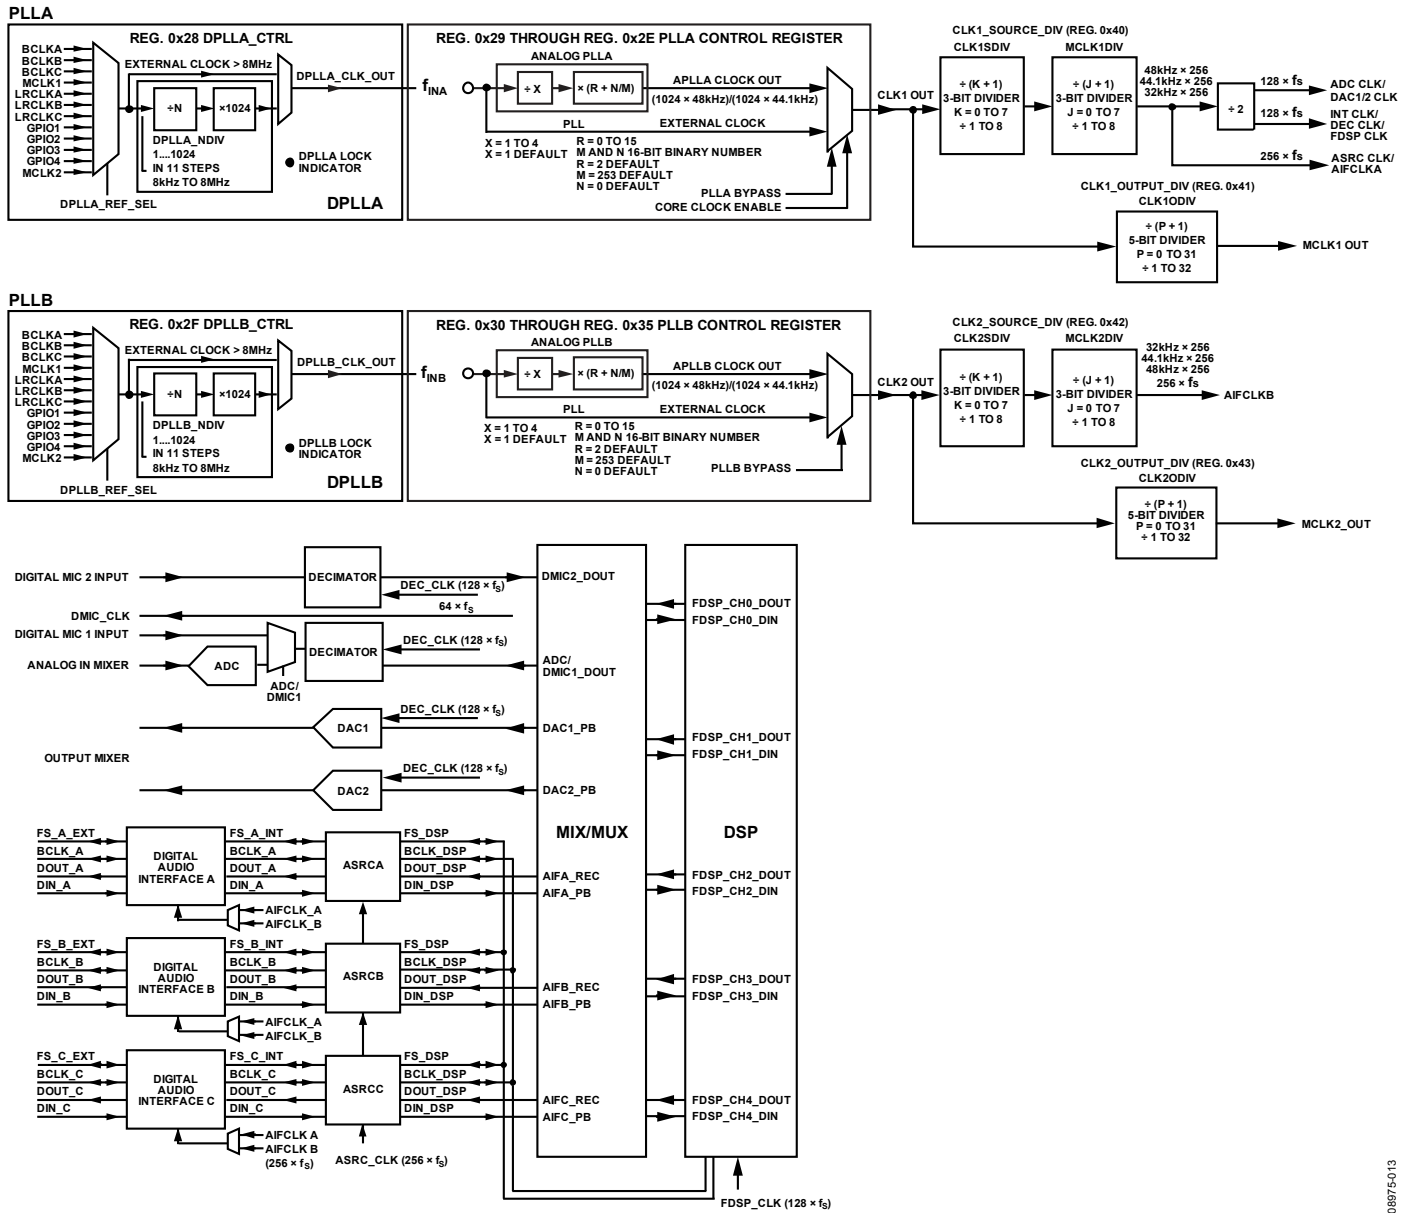 PLLA
REG. 0x28 DPLLA_CTRL
BCLKA
BCLKB
BCLKC
MCLK1
LRCLKA
LRCLKB
LRCLKC
GPIO1
GPIO2
GPIO3
GPIO4
MCLK2
EXTERNAL CLOCK > 8MHz
÷N
×1024
DPLLA_NDIV
1....1024
IN 11 STEPS
8kHz TO 8MHz
DPLLA LOCK
INDICATOR
DPLLA_REF_SEL
DPLLA
DPLLA_CLK_OUT
REG. 0x29 THROUGH REG. 0x2E PLLA CONTROL REGISTER
ANALOG PLLA
fINA
÷ X
× (R + N/M)
APLLA CLOCK OUT
(1024 × 48kHz)/(1024 × 44.1kHz)
PLL
EXTERNAL CLOCK
X = 1 TO 4
X = 1 DEFAULT
R = 0 TO 15
M AND N 16-BIT BINARY NUMBER
R = 2 DEFAULT
M = 253 DEFAULT
N = 0 DEFAULT
PLLA BYPASS
CORE CLOCK ENABLE
CLK1 OUT
CLK1_SOURCE_DIV (REG. 0x40)
CLK1SDIV
MCLK1DIV
÷ (K + 1)
3-BIT DIVIDER
K = 0 TO 7
÷ 1 TO 8
÷ (J + 1)
3-BIT DIVIDER
J = 0 TO 7
÷ 1 TO 8
48kHz × 256
44.1kHz × 256
32kHz × 256
÷ 2
128 × fS
ADC CLK/
DAC1/2 CLK
128 × fS
INT CLK/
DEC CLK/
FDSP CLK
256 × fS
ASRC CLK/
AIFCLKA
CLK1_OUTPUT_DIV (REG. 0x41)
CLK1ODIV
÷ (P + 1)
5-BIT DIVIDER
P = 0 TO 31
÷ 1 TO 32
MCLK1 OUT
PLLB
REG. 0x2F DPLLB_CTRL
BCLKA
BCLKB
BCLKC
MCLK1
LRCLKA
LRCLKB
LRCLKC
GPIO1
GPIO2
GPIO3
GPIO4
MCLK2
EXTERNAL CLOCK > 8MHz
÷N
×1024
DPLLB_NDIV
1....1024
IN 11 STEPS
8kHz TO 8MHz
DPLLB LOCK
INDICATOR
DPLLB_REF_SEL
DPLLB
DPLLB_CLK_OUT
REG. 0x30 THROUGH REG. 0x35 PLLB CONTROL REGISTER
ANALOG PLLB
fINB
÷ X
× (R + N/M)
APLLB CLOCK OUT
(1024 × 48kHz)/(1024 × 44.1kHz)
PLL
EXTERNAL CLOCK
X = 1 TO 4
X = 1 DEFAULT
R = 0 TO 15
M AND N 16-BIT BINARY NUMBER
R = 2 DEFAULT
M = 253 DEFAULT
N = 0 DEFAULT
PLLB BYPASS
CLK2 OUT
CLK2_SOURCE_DIV (REG. 0x42)
CLK2SDIV
MCLK2DIV
÷ (K + 1)
3-BIT DIVIDER
K = 0 TO 7
÷ 1 TO 8
÷ (J + 1)
3-BIT DIVIDER
J = 0 TO 7
÷ 1 TO 8
32kHz × 256
44.1kHz × 256
48kHz × 256
256 × fS
AIFCLKB
CLK2_OUTPUT_DIV (REG. 0x43)
CLK2ODIV
÷ (P + 1)
5-BIT DIVIDER
P = 0 TO 31
÷ 1 TO 32
MCLK2_OUT
DIGITAL MIC 2 INPUT
DECIMATOR
DEC_CLK (128 × fS)
DMIC2_DOUT
DMIC_CLK
64 × fS
DIGITAL MIC 1 INPUT
ANALOG IN MIXER
ADC
ADC/
DMIC1
DECIMATOR
DEC_CLK (128 × fS)
ADC/
DMIC1_DOUT
DAC1
DEC_CLK (128 × fS)
DAC1_PB
OUTPUT MIXER
DAC2
DEC_CLK (128 × fS)
DAC2_PB
MIX/MUX
DSP
FDSP_CH0_DOUT
FDSP_CH0_DIN
FDSP_CH1_DOUT
FDSP_CH1_DIN
FDSP_CH2_DOUT
FDSP_CH2_DIN
FDSP_CH3_DOUT
FDSP_CH3_DIN
FDSP_CH4_DOUT
FDSP_CH4_DIN
FS_A_EXT
BCLK_A
DOUT_A
DIN_A
DIGITAL
AUDIO
INTERFACE A
FS_A_INT
BCLK_A
DOUT_A
DIN_A
ASRCA
FS_DSP
BCLK_DSP
DOUT_DSP
DIN_DSP
AIFA_REC
AIFA_PB
AIFCLK_A
AIFCLK_B
FS_B_EXT
BCLK_B
DOUT_B
DIN_B
DIGITAL
AUDIO
INTERFACE B
FS_B_INT
BCLK_B
DOUT_B
DIN_B
ASRCB
FS_DSP
BCLK_DSP
DOUT_DSP
DIN_DSP
AIFB_REC
AIFB_PB
AIFCLK_A
AIFCLK_B
FS_C_EXT
BCLK_C
DOUT_C
DIN_C
DIGITAL
AUDIO
INTERFACE C
FS_C_INT
BCLK_C
DOUT_C
DIN_C
ASRCC
FS_DSP
BCLK_DSP
DOUT_DSP
DIN_DSP
AIFC_REC
AIFC_PB
AIFCLK A
AIFCLK B
(256 × fS)
ASRC_CLK (256 × fS)
FDSP_CLK (128 × fS)
08975-013